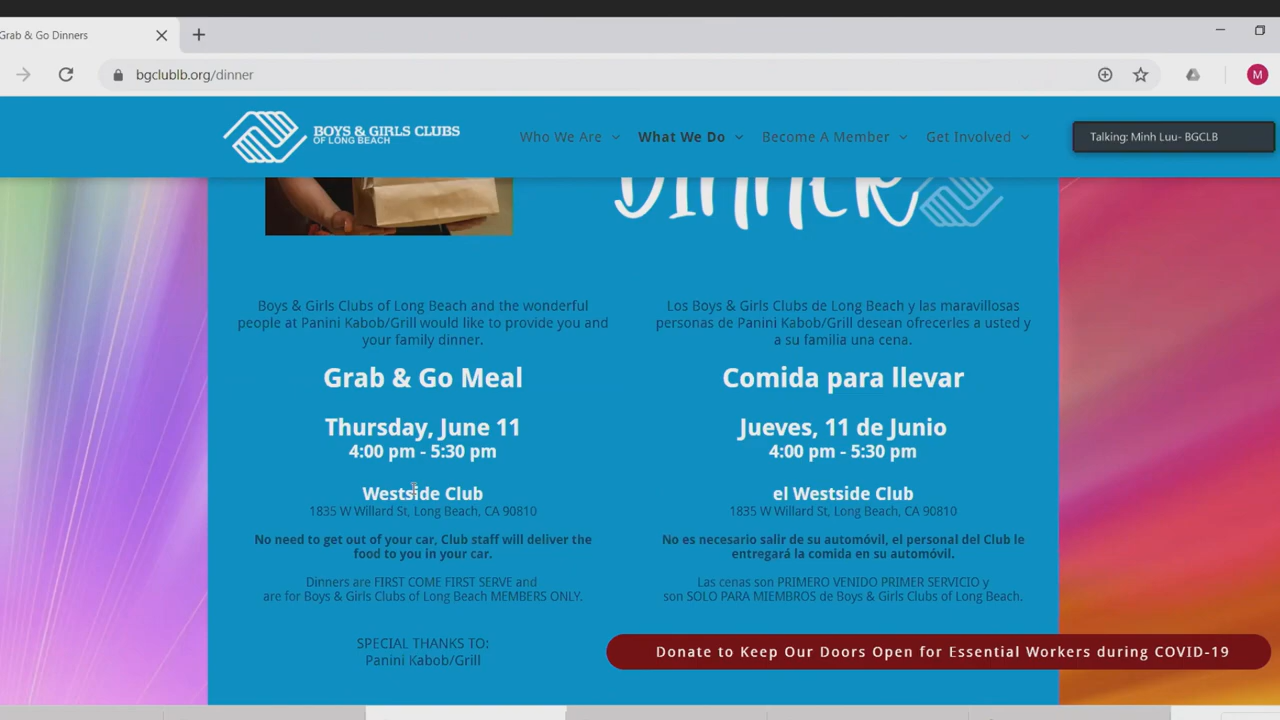 Grab & Go Dinners
bgclublb.org/dinner
M
BOYS & GIRLS CLUBS
OF LONG BEACH
Who We Are
What We Do
Become A Member
Get Involved
Talking: Minh Luu- BGCLB
Dinner
Boys & Girls Clubs of Long Beach and the wonderful
people at Panini Kabob/Grill would like to provide you and
your family dinner.
Grab & Go Meal
Thursday, June 11
4:00 pm - 5:30 pm
Westside Club
1835 W Willard St, Long Beach, CA 90810
No need to get out of your car, Club staff will deliver the
food to you in your car.
Dinners are FIRST COME FIRST SERVE and
are for Boys & Girls Clubs of Long Beach MEMBERS ONLY.
SPECIAL THANKS TO:
Panini Kabob/Grill
Los Boys & Girls Clubs de Long Beach y las maravillosas
personas de Panini Kabob/Grill desean ofrecerles a usted y
a su familia una cena.
Comida para llevar
Jueves, 11 de Junio
4:00 pm - 5:30 pm
el Westside Club
1835 W Willard St, Long Beach, CA 90810
No es necesario salir de su automóvil, el personal del Club le
entregará la comida en su automóvil.
Las cenas son PRIMERO VENIDO PRIMER SERVICIO y
son SOLO PARA MIEMBROS de Boys & Girls Clubs of Long Beach.
Donate to Keep Our Doors Open for Essential Workers during COVID-19